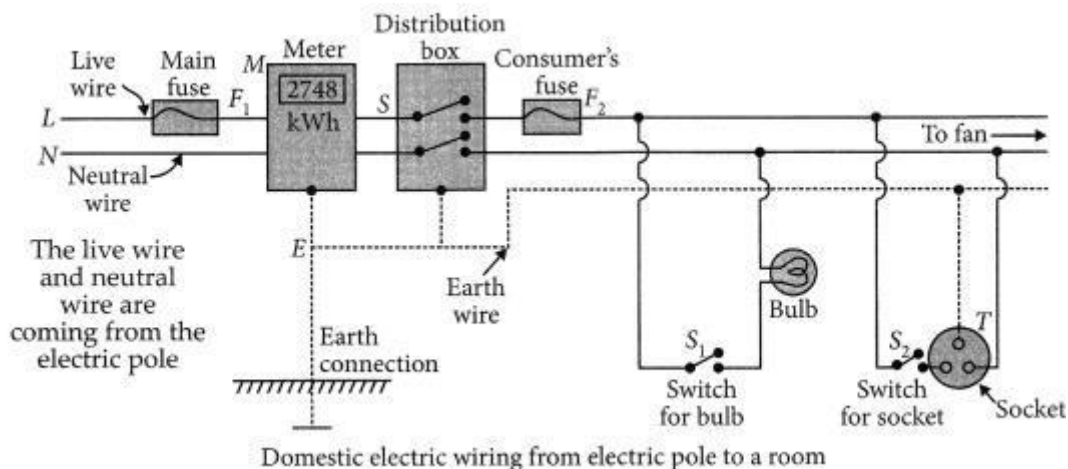 Distribution
box
Meter
Main
fuse
Live
wire
Consumer's
fuse
M
2748
kWh
F1
S
F2
L
N
To fan
Neutral
wire
The live wire
and neutral
wire are
coming from the
electric pole
E
Earth
wire
Earth
connection
Bulb
S1
Switch
for bulb
S2
T
Switch
for socket
Socket
Domestic electric wiring from electric pole to a room